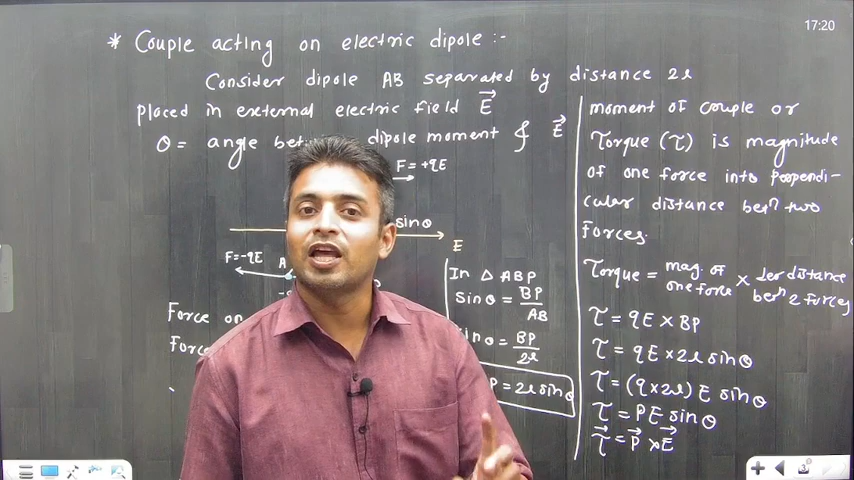 17:20
* Couple acting on electric dipole :-
Consider dipole AB separated by distance 2l
placed in external electric field E⃗
θ = angle bet dipole moment & E⃗
F = +qE
sinθ
E
F=-qE A
Force on
Force
In △ ABP
sinθ = BP/AB
sinθ = BP/2l
P = 2l sinθ
moment of couple or
Torque (τ) is magnitude
of one force into perpendi-
cular distance betⁿ two
forces.
Torque = mag. of one force × ⊥er distance betⁿ 2 forces
τ = qE × BP
τ = qE × 2l sinθ
τ = (q×2l) E sinθ
τ = PE sinθ
τ⃗ = P⃗ × E⃗